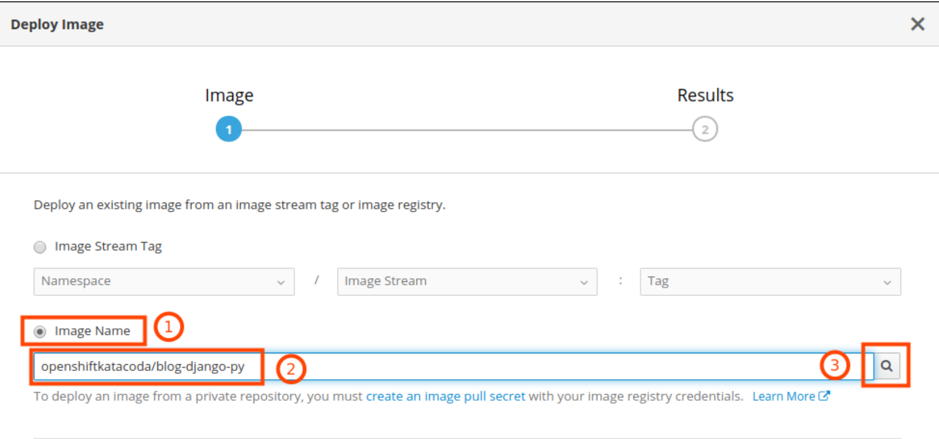 Deploy Image
Image Results
1 2
Deploy an existing image from an image stream tag or image registry.
Image Stream Tag
Namespace / Image Stream : Tag
Image Name 1
openshiftkatacoda/blog-django-py 2 3
To deploy an image from a private repository, you must create an image pull secret with your image registry credentials. Learn More